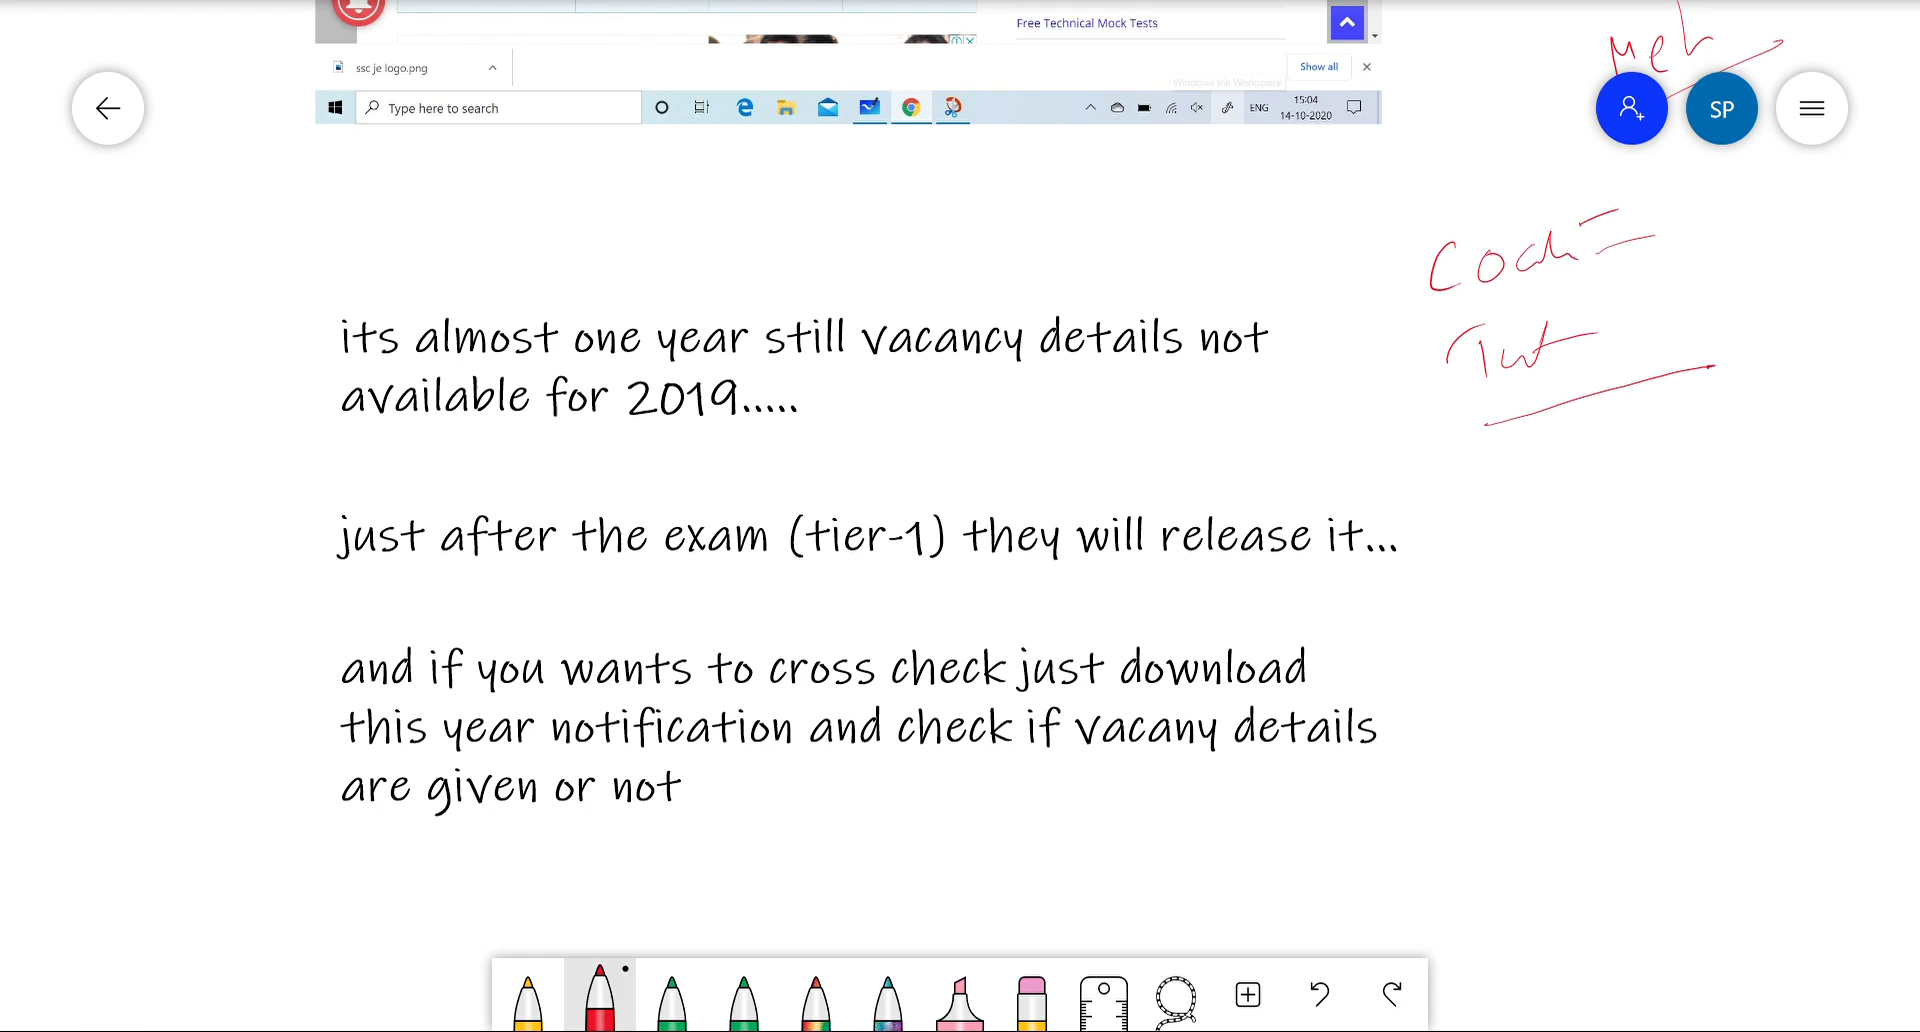 Free Technical Mock Tests
ssc je logo.png
Show all
Windows Ink Workspace
Type here to search
ENG
15:04
14-10-2020
SP
its almost one year still vacancy details not
available for 2019.....
just after the exam (tier-1) they will release it...
and if you wants to cross check just download
this year notification and check if vacany details
are given or not